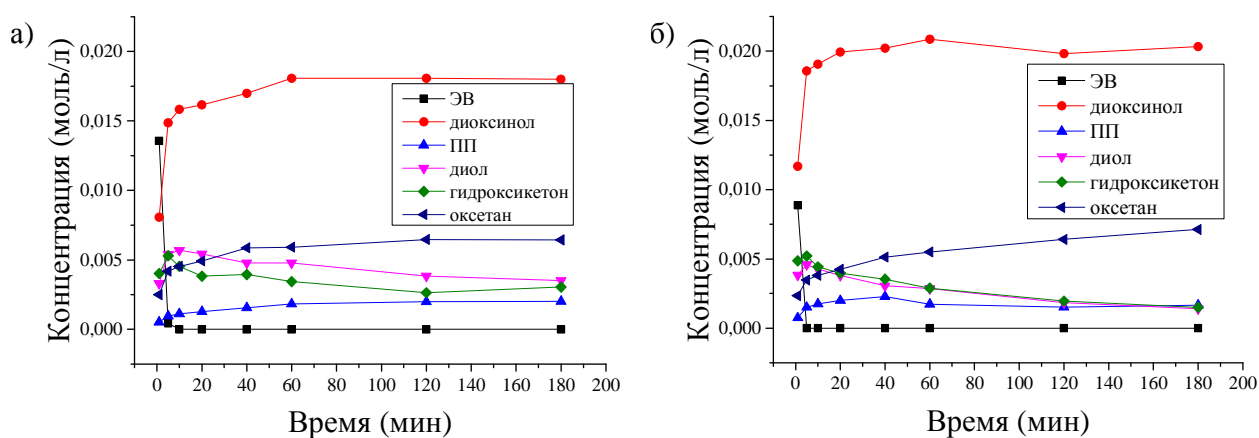 а)
Концентрация (моль/л)
0,020
0,015
0,010
0,005
0,000
ЭВ
диоксинол
ПП
диол
гидроксикетон
оксетан
0 20 40 60 80 100 120 140 160 180 200
Время (мин)
б)
Концентрация (моль/л)
0,020
0,015
0,010
0,005
0,000
ЭВ
диоксинол
ПП
диол
гидроксикетон
оксетан
0 20 40 60 80 100 120 140 160 180 200
Время (мин)